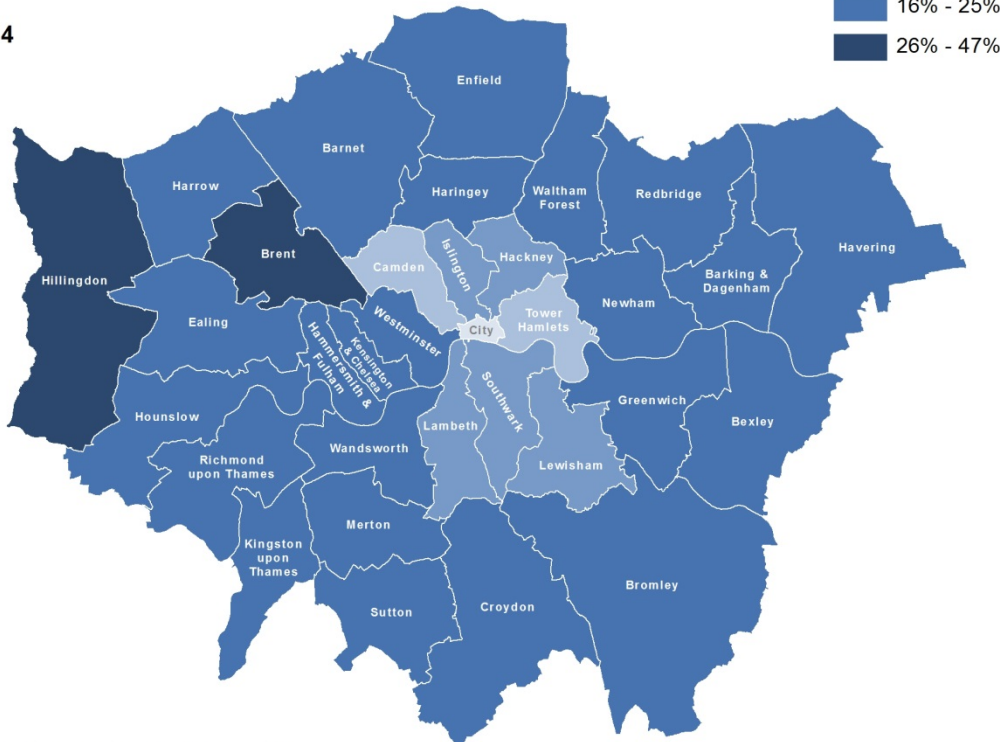 16% - 25%
4
26% - 47%
Enfield
Barnet
Harrow
Haringey
Waltham
Forest
Redbridge
Havering
Brent
Hillingdon
Camden
Islington
Hackney
Barking &
Dagenham
Newham
Ealing
Westminster
City
Tower
Hamlets
Kensington
& Chelsea
Hammersmith &
Fulham
Hounslow
Southwark
Greenwich
Bexley
Lambeth
Wandsworth
Richmond
upon Thames
Lewisham
Merton
Kingston
upon
Thames
Bromley
Sutton
Croydon